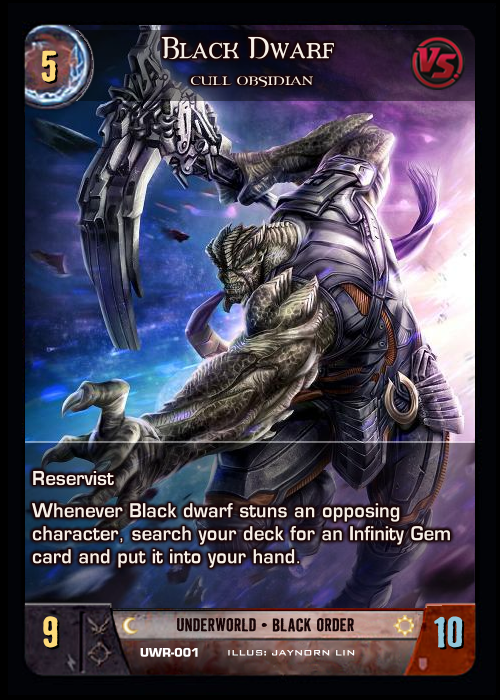 5
Black Dwarf
VS.
CULL OBSIDIAN
Reservist
Whenever Black dwarf stuns an opposing
character, search your deck for an Infinity Gem
card and put it into your hand.
9
UNDERWORLD • BLACK ORDER
10
UWR-001 ILLUS: JAYNORN LIN